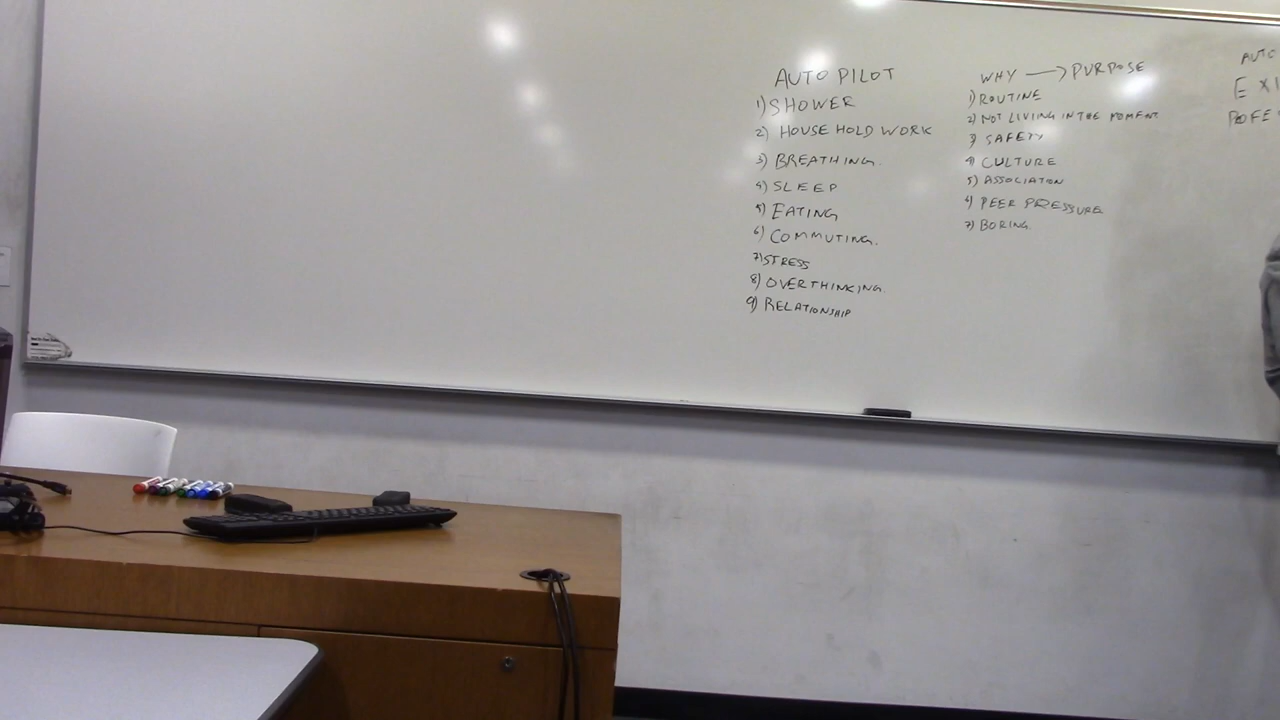 AUTO PILOT
1) SHOWER
2) HOUSE HOLD WORK
3) BREATHING.
4) SLEEP
5) EATING
6) COMMUTING.
7) STRESS
8) OVERTHINKING
9) RELATIONSHIP
WHY → PURPOSE
1) ROUTINE
2) NOT LIVING IN THE MOMENT
3) SAFETY
4) CULTURE
5) ASSOCIATION
6) PEER PRESSURE
7) BORING.